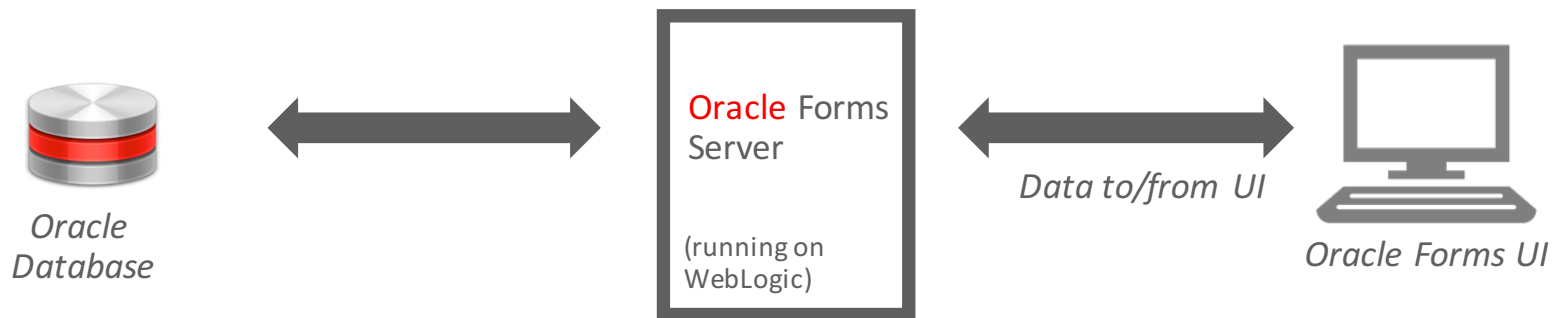 Oracle
Database
Oracle Forms
Server
(running on
WebLogic)
Data to/from UI
Oracle Forms UI